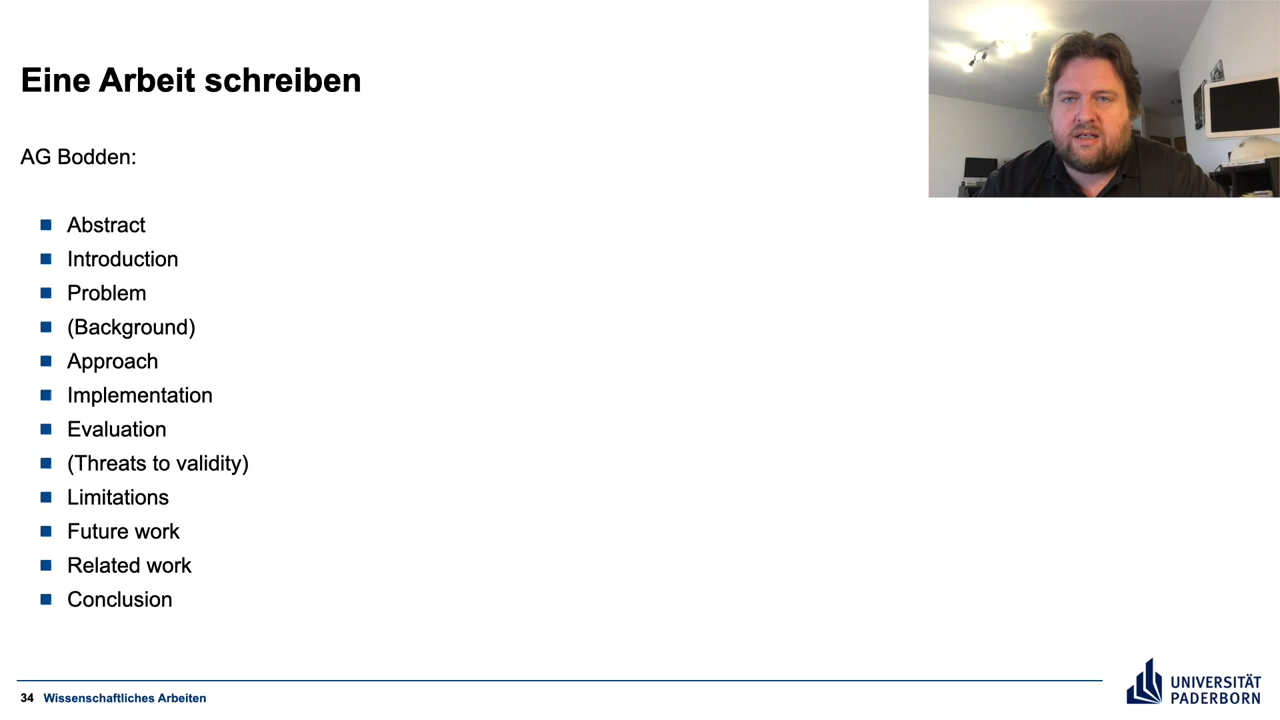 Eine Arbeit schreiben
AG Bodden:
Abstract
Introduction
Problem
(Background)
Approach
Implementation
Evaluation
(Threats to validity)
Limitations
Future work
Related work
Conclusion
34 Wissenschaftliches Arbeiten
UNIVERSITÄT
PADERBORN